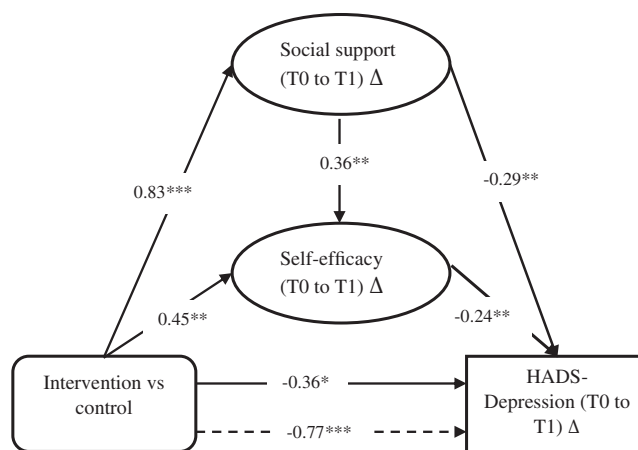 Social support
(T0 to T1) Δ
0.36**
0.83***
-0.29**
Self-efficacy
(T0 to T1) Δ
0.45**
-0.24**
Intervention vs
control
-0.36*
-0.77***
HADS-
Depression (T0 to
T1) Δ